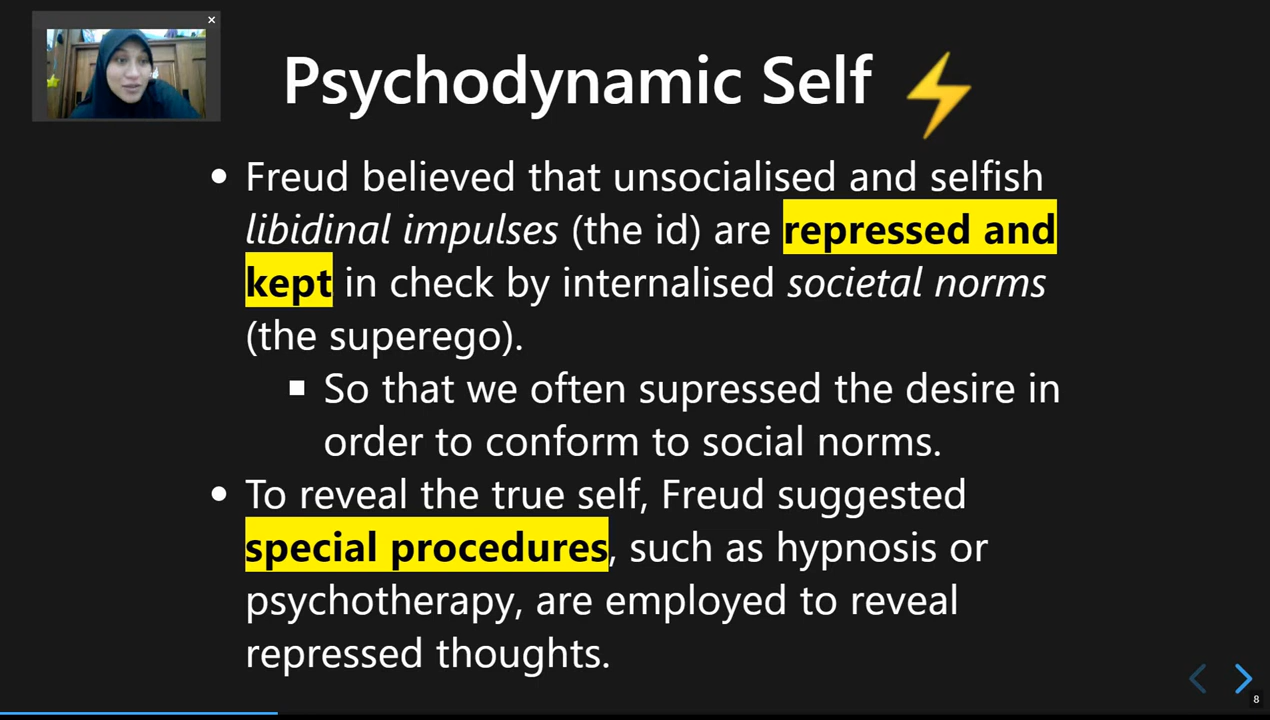 Psychodynamic Self
Freud believed that unsocialised and selfish
libidinal impulses (the id) are repressed and
kept in check by internalised societal norms
(the superego).
So that we often supressed the desire in
order to conform to social norms.
To reveal the true self, Freud suggested
special procedures, such as hypnosis or
psychotherapy, are employed to reveal
repressed thoughts.
8